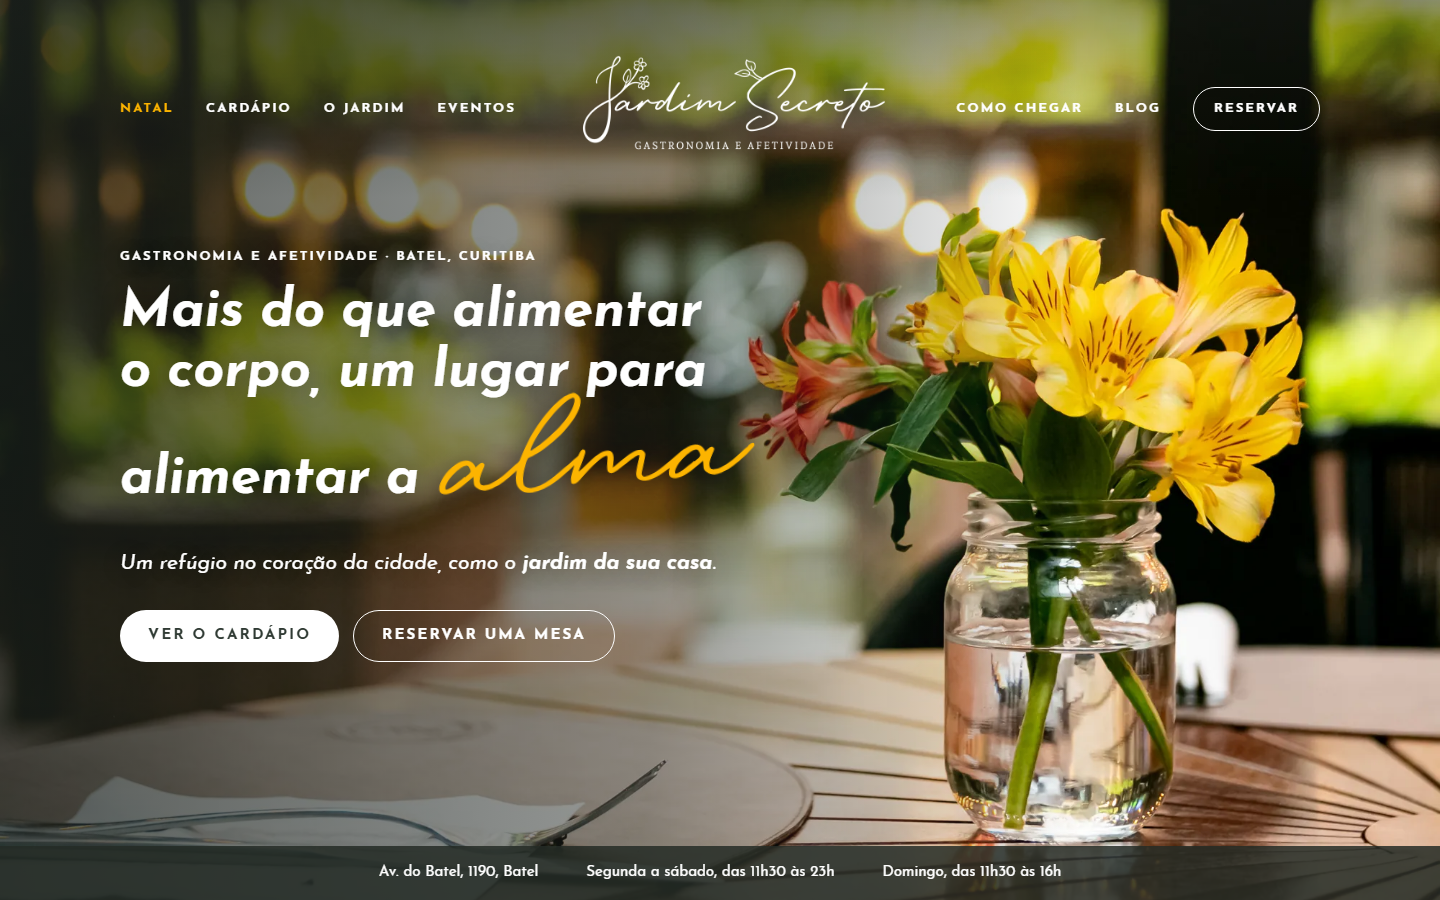 NATAL CARDÁPIO O JARDIM EVENTOS
Jardim Secreto
GASTRONOMIA E AFETIVIDADE
COMO CHEGAR BLOG RESERVAR
GASTRONOMIA E AFETIVIDADE · BATEL, CURITIBA
Mais do que alimentar
o corpo, um lugar para
alimentar a alma
Um refúgio no coração da cidade, como o jardim da sua casa.
VER O CARDÁPIO RESERVAR UMA MESA
Av. do Batel, 1190, Batel Segunda a sábado, das 11h30 às 23h Domingo, das 11h30 às 16h